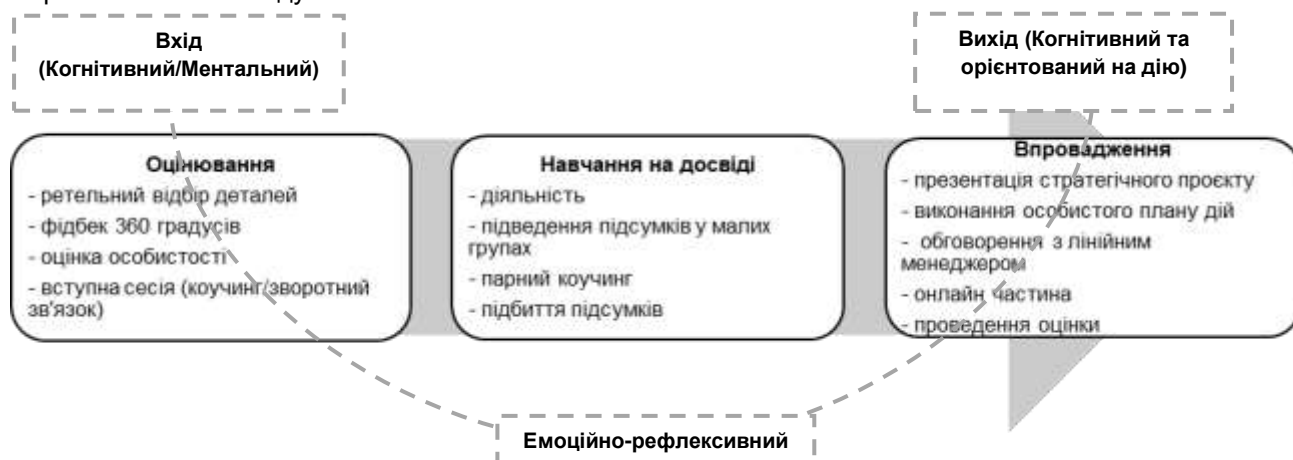 Вхід
(Когнітивний/Ментальний)
Вихід (Когнітивний та
орієнтований на дію)
Оцінювання
- ретельний відбір деталей
- фідбек 360 градусів
- оцінка особистості
- вступна сесія (коучинг/зворотний
зв'язок)
Навчання на досвіді
- діяльність
- підведення підсумків у малих
групах
- парний коучинг
- підбиття підсумків
Впровадження
- презентація стратегічного проєкту
- виконання особистого плану дій
- обговорення з лінійним
менеджером
- онлайн частина
- проведення оцінки
Емоційно-рефлексивний